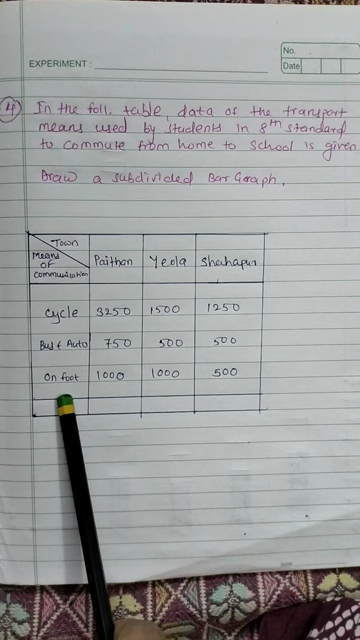 No.
EXPERIMENT :
Date
4) In the foll. table, data of the transport
means used by students in 8th standard
to commute from home to school is given
Draw a subdivided Bar Graph.
Town
Means OF Communication
Paithan Yeola Shahapur
Cycle 3250 1500 1250
Bus & Auto 750 500 500
On foot 1000 1000 500